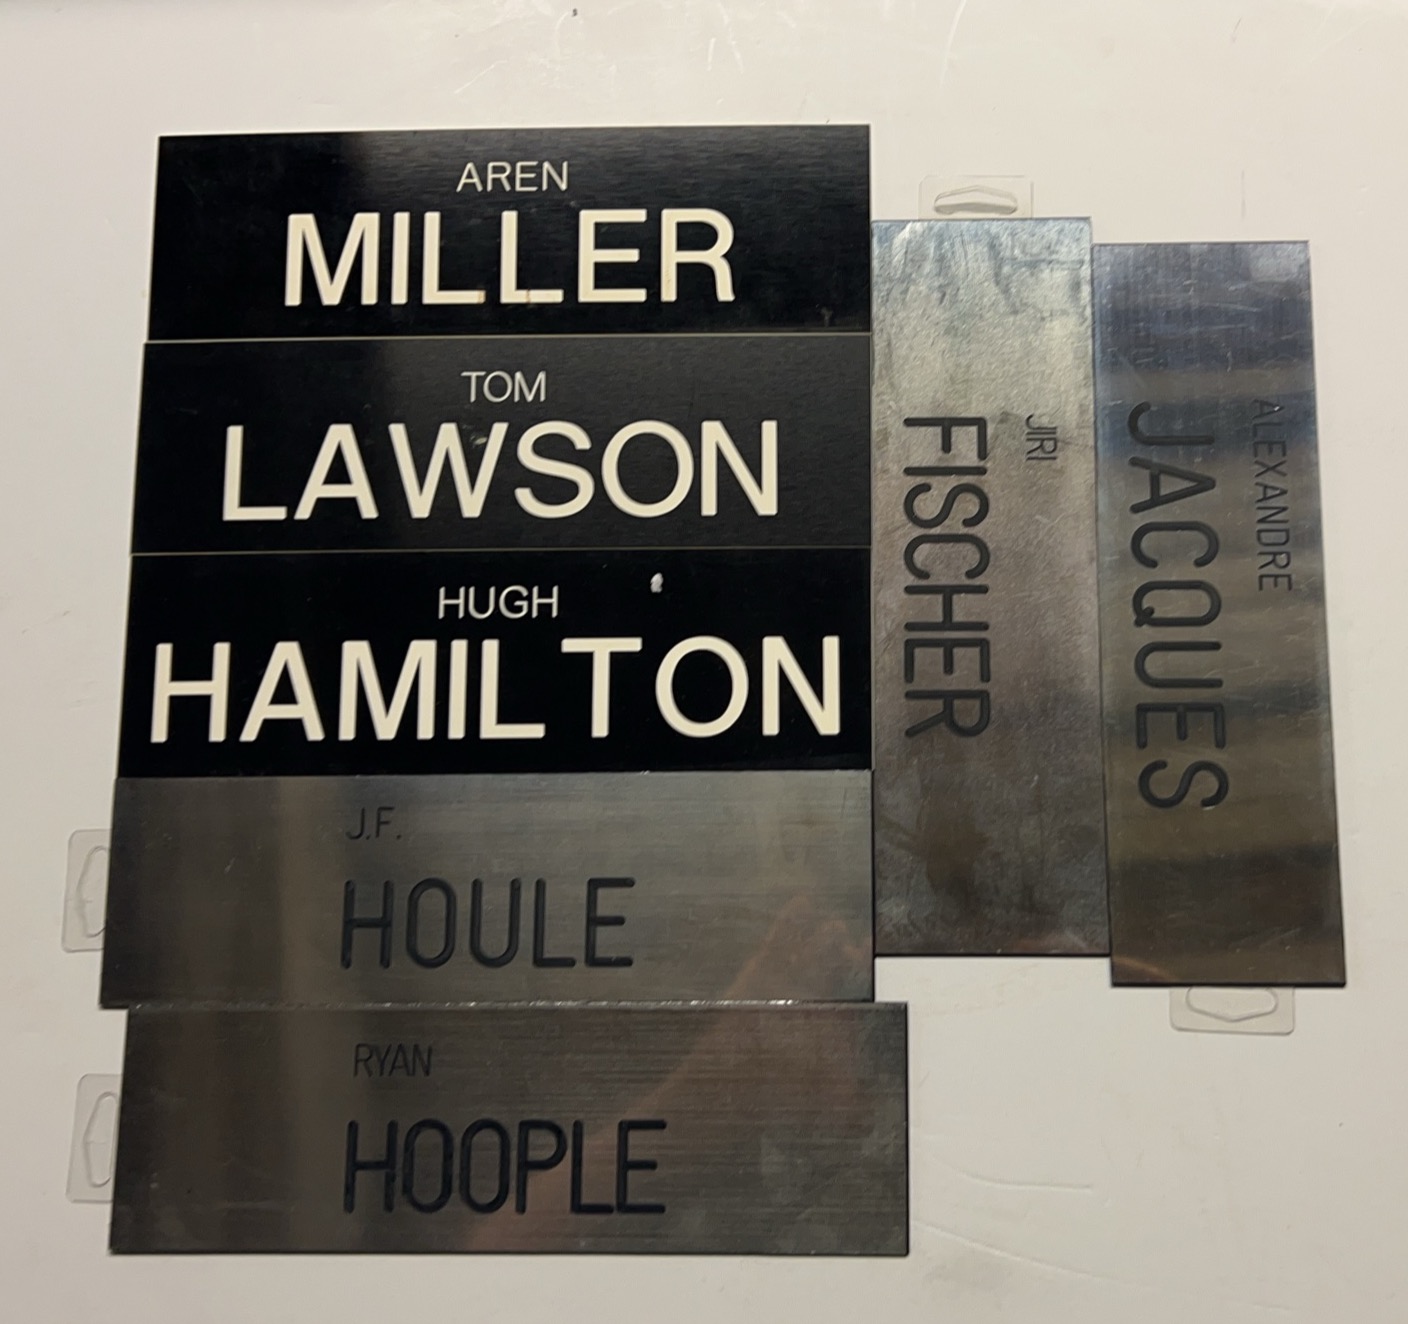 AREN
MILLER
TOM
LAWSON
HUGH
HAMILTON
J.F.
HOULE
RYAN
HOOPLE
JIRI
FISCHER
ALEXANDRE
JACQUES